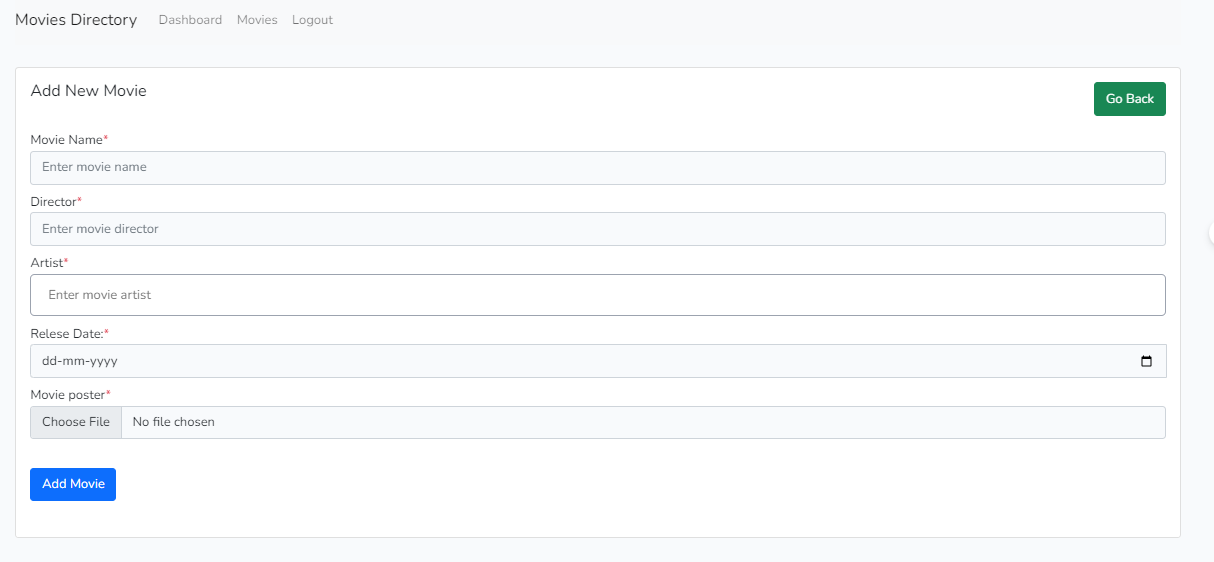 Movies Directory Dashboard Movies Logout
Add New Movie
Go Back
Movie Name*
Enter movie name
Director*
Enter movie director
Artist*
Enter movie artist
Relese Date:*
dd-mm-yyyy
Movie poster*
Choose File No file chosen
Add Movie